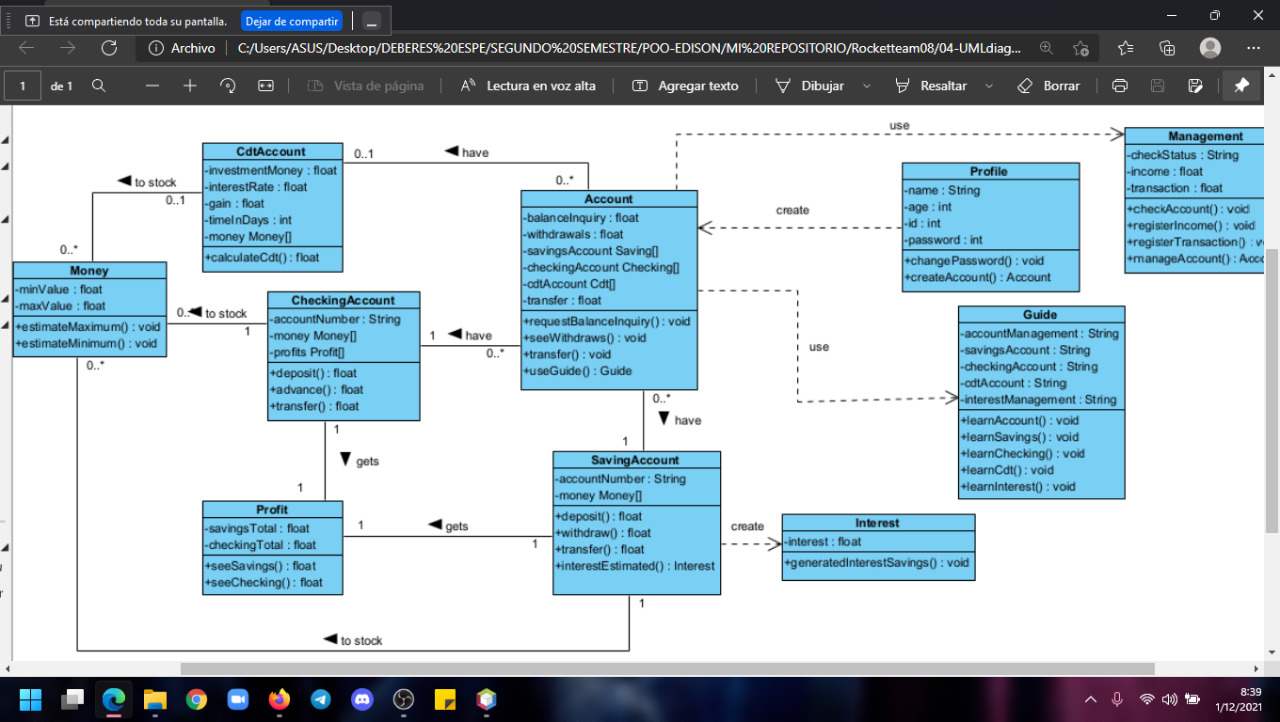 Está compartiendo toda su pantalla. Dejar de compartir
Archivo C:/Users/ASUS/Desktop/DEBERES%20ESPE/SEGUNDO%20SEMESTRE/POO-EDISON/MI%20REPOSITORIO/Rocketteam08/04-UMLdiag...
1 de 1 Vista de página Lectura en voz alta Agregar texto Dibujar Resaltar Borrar
CdtAccount
-investmentMoney : float
-interestRate : float
-gain : float
-timeInDays : int
-money Money[]
+calculateCdt() : float
0..1
have
0..*
to stock
0..1
0..*
Money
-minValue : float
-maxValue : float
+estimateMaximum() : void
+estimateMinimum() : void
0..*
to stock
1
CheckingAccount
-accountNumber : String
-money Money[]
-profits Profit[]
+deposit() : float
+advance() : float
+transfer() : float
1
have
0..*
Account
-balanceInquiry : float
-withdrawals : float
-savingsAccount Saving[]
-checkingAccount Checking[]
-cdtAccount Cdt[]
-transfer : float
+requestBalanceInquiry() : void
+seeWithdraws() : void
+transfer() : void
+useGuide() : Guide
use
create
Profile
-name : String
-age : int
-id : int
-password : int
+changePassword() : void
+createAccount() : Account
Management
-checkStatus : String
-income : float
-transaction : float
+checkAccount() : void
+registerIncome() : void
+registerTransaction() :
+manageAccount() :
use
Guide
-accountManagement : String
-savingsAccount : String
-checkingAccount : String
-cdtAccount : String
-interestManagement : String
+learnAccount() : void
+learnSavings() : void
+learnChecking() : void
+learnCdt() : void
+learnInterest() : void
0..*
have
1
1
gets
1
SavingAccount
-accountNumber : String
-money Money[]
+deposit() : float
+withdraw() : float
+transfer() : float
+interestEstimated() : Interest
Profit
-savingsTotal : float
-checkingTotal : float
+seeSavings() : float
+seeChecking() : float
1
gets
1
create
Interest
-interest : float
+generatedInterestSavings() : void
1
to stock
8:39
1/12/2021